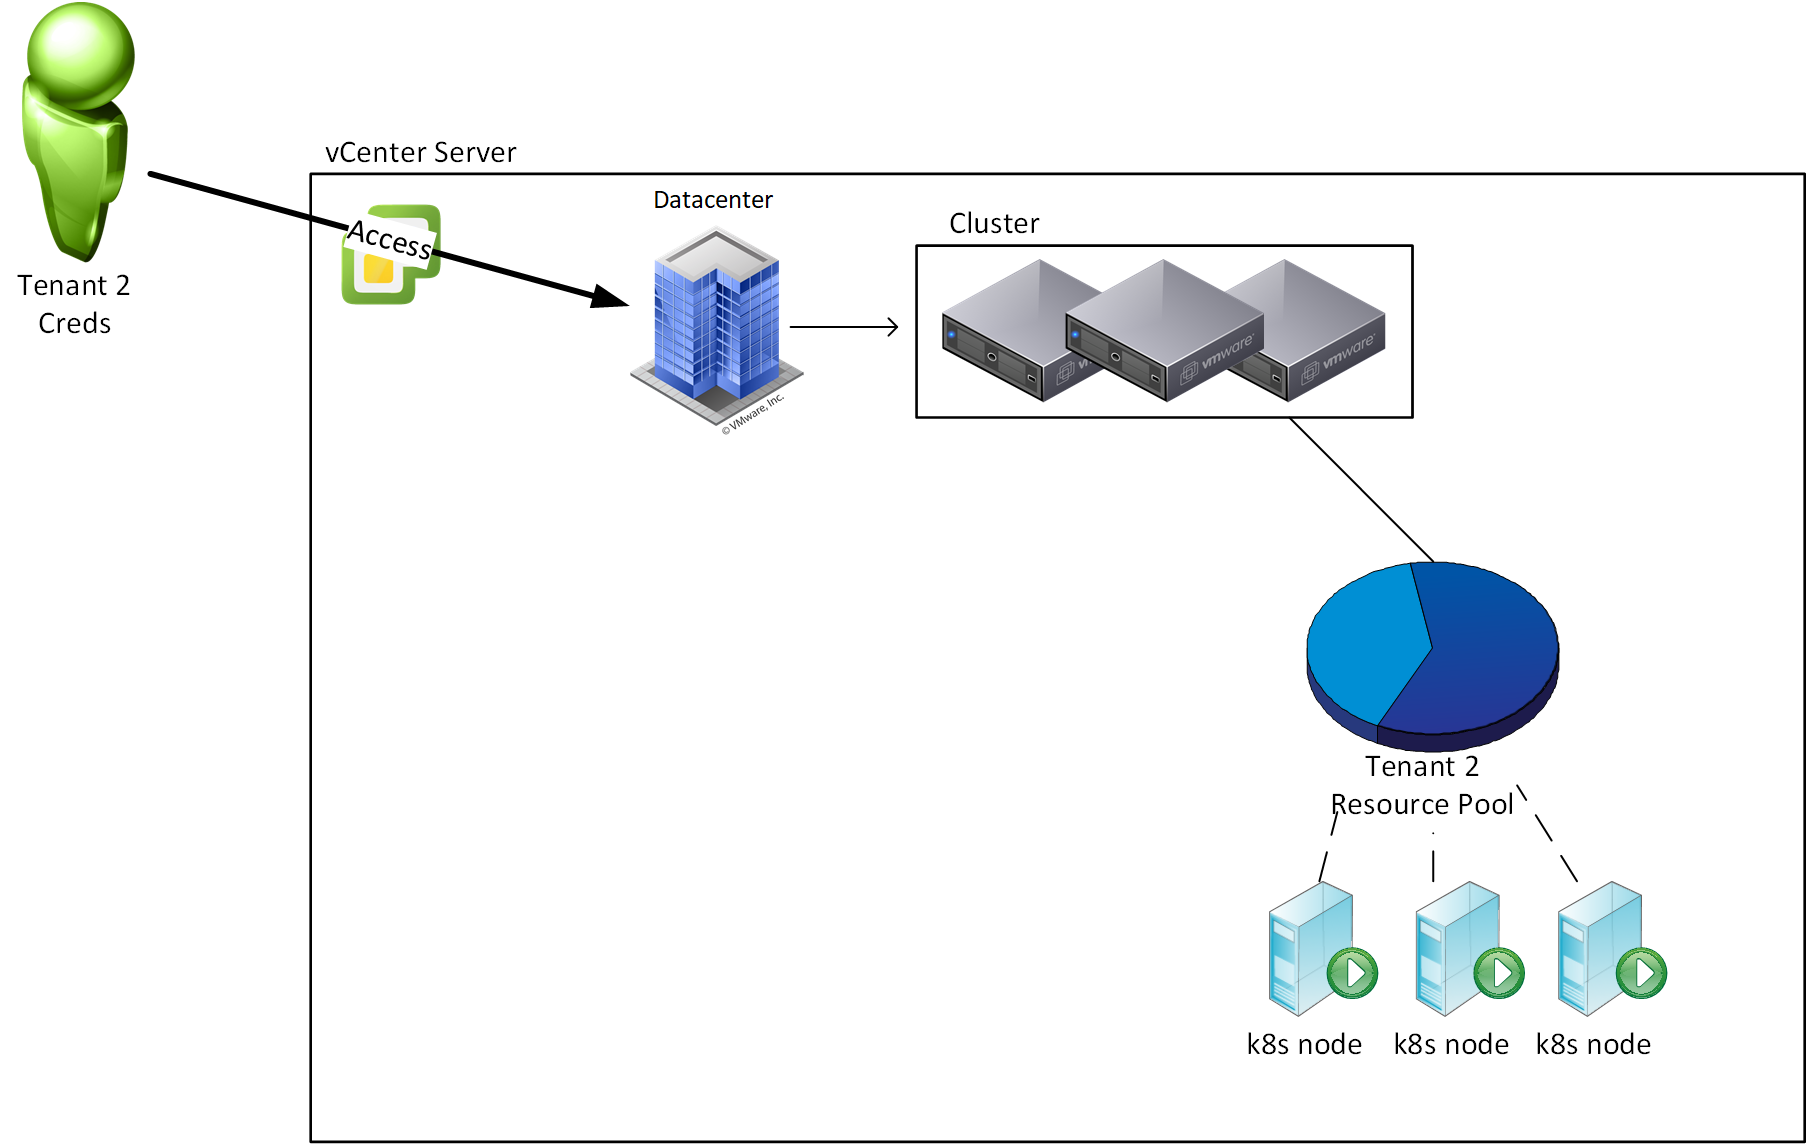 vCenter Server
Access
Tenant 2
Creds
Datacenter
© VMware, Inc.
Cluster
vmware
vmware
vmware
Tenant 2
Resource Pool
k8s node
k8s node
k8s node